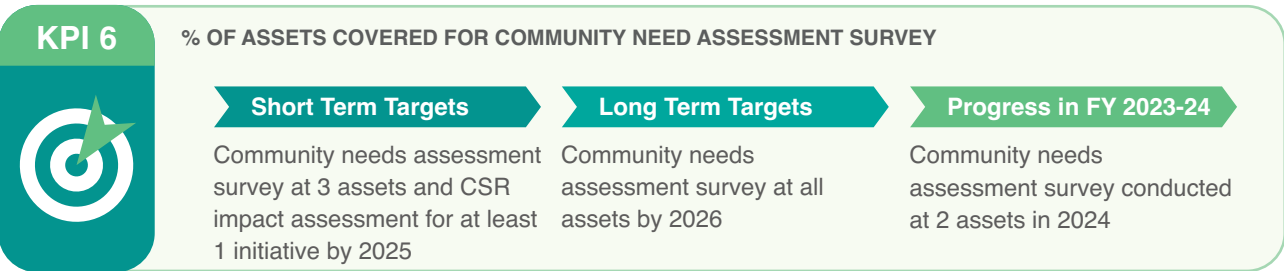 KPI 6
% OF ASSETS COVERED FOR COMMUNITY NEED ASSESSMENT SURVEY
Short Term Targets
Community needs assessment
survey at 3 assets and CSR
impact assessment for at least
1 initiative by 2025
Long Term Targets
Community needs
assessment survey at all
assets by 2026
Progress in FY 2023-24
Community needs
assessment survey conducted
at 2 assets in 2024